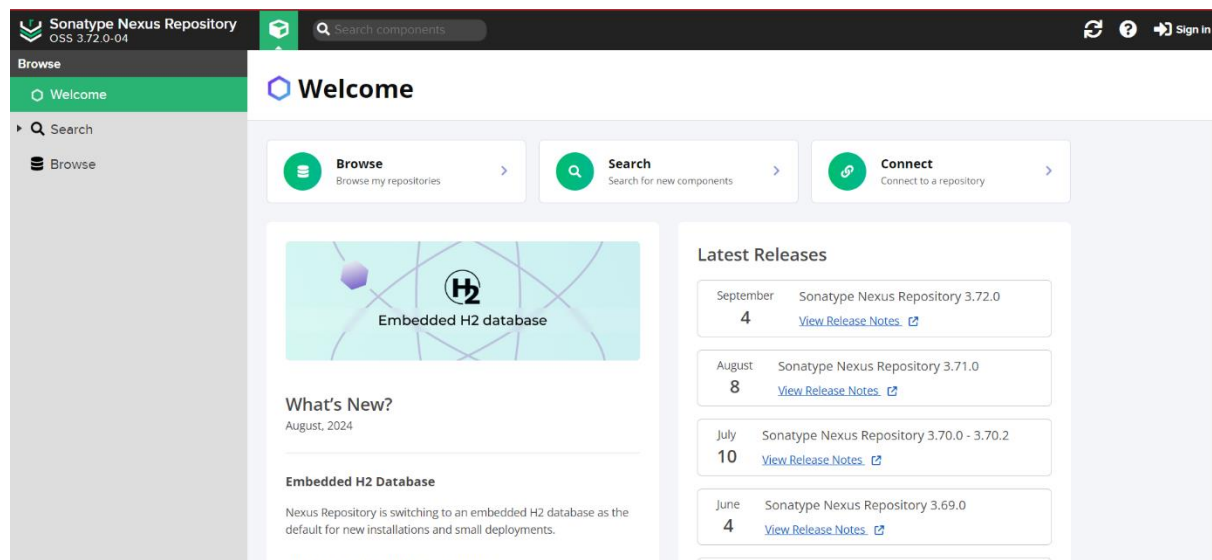 Sonatype Nexus Repository
OSS 3.72.0-04
Search components
Sign in
Browse
Welcome
Search
Browse
Welcome
Browse
Browse my repositories
Search
Search for new components
Connect
Connect to a repository
H2
Embedded H2 database
What's New?
August, 2024
Embedded H2 Database
Nexus Repository is switching to an embedded H2 database as the
default for new installations and small deployments.
Latest Releases
September
4
Sonatype Nexus Repository 3.72.0
View Release Notes
August
8
Sonatype Nexus Repository 3.71.0
View Release Notes
July
10
Sonatype Nexus Repository 3.70.0 - 3.70.2
View Release Notes
June
4
Sonatype Nexus Repository 3.69.0
View Release Notes